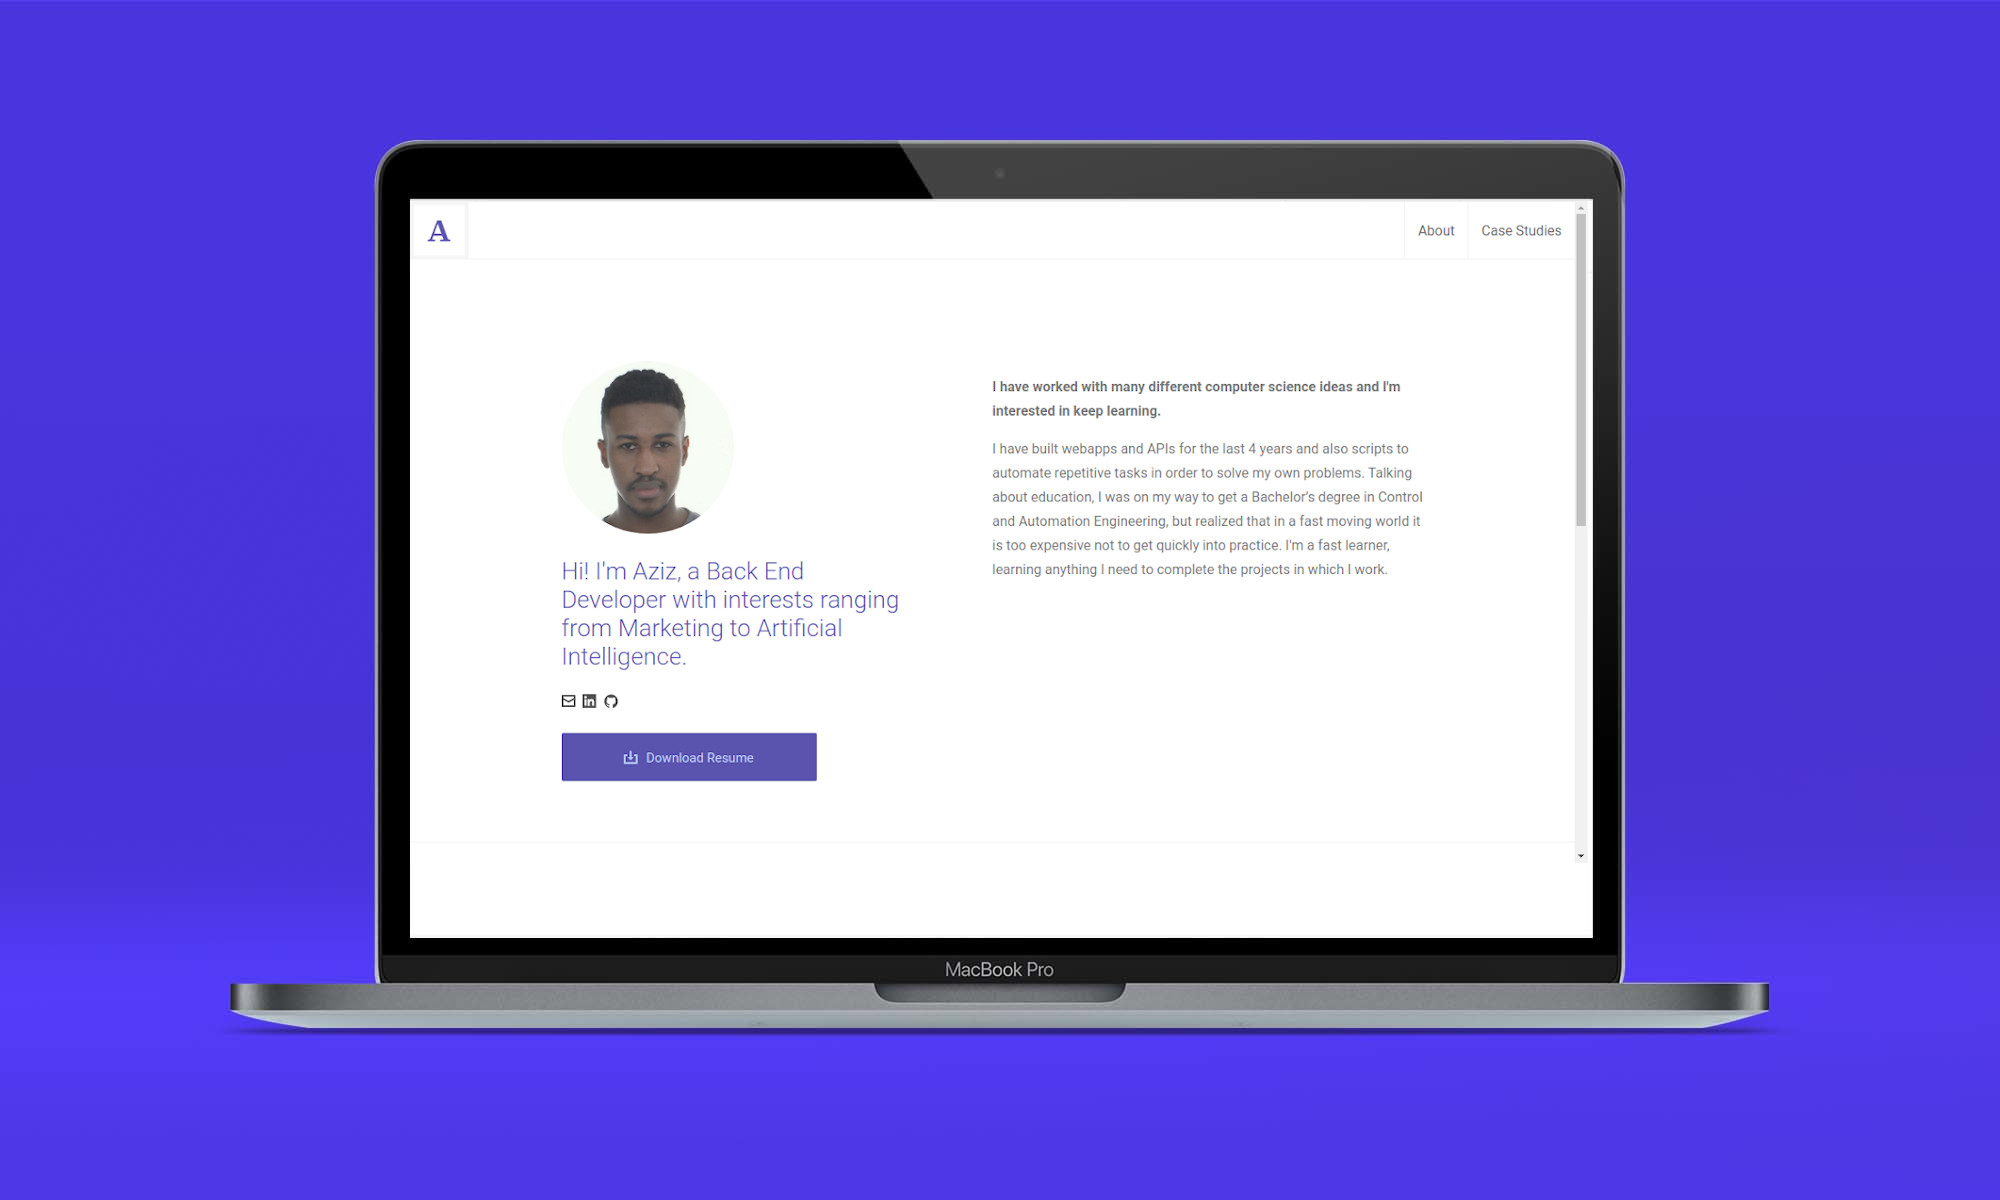 A
About
Case Studies
Hi! I'm Aziz, a Back End
Developer with interests ranging
from Marketing to Artificial
Intelligence.
Download Resume
I have worked with many different computer science ideas and I'm
interested in keep learning.
I have built webapps and APIs for the last 4 years and also scripts to
automate repetitive tasks in order to solve my own problems. Talking
about education, I was on my way to get a Bachelor's degree in Control
and Automation Engineering, but realized that in a fast moving world it
is too expensive not to get quickly into practice. I'm a fast learner,
learning anything I need to complete the projects in which I work.
MacBook Pro